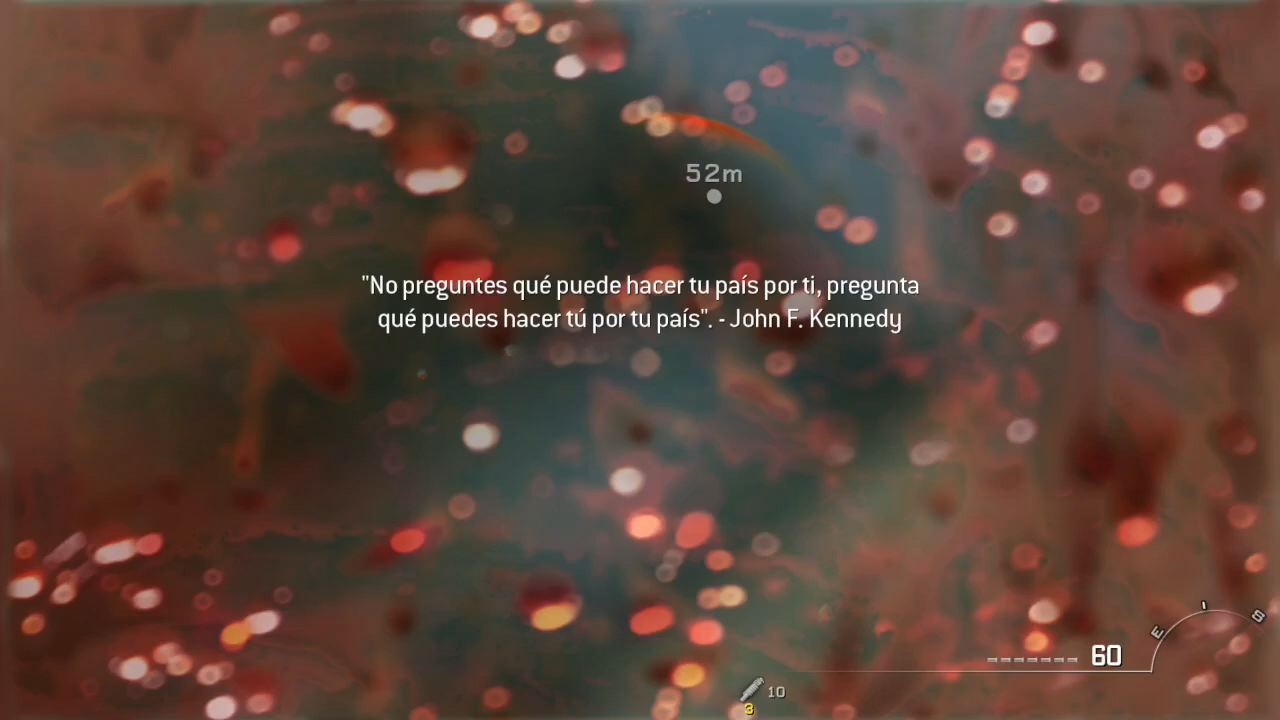 52m
"No preguntes qué puede hacer tu país por ti, pregunta
qué puedes hacer tú por tu país". - John F. Kennedy
E
S
60
10
3